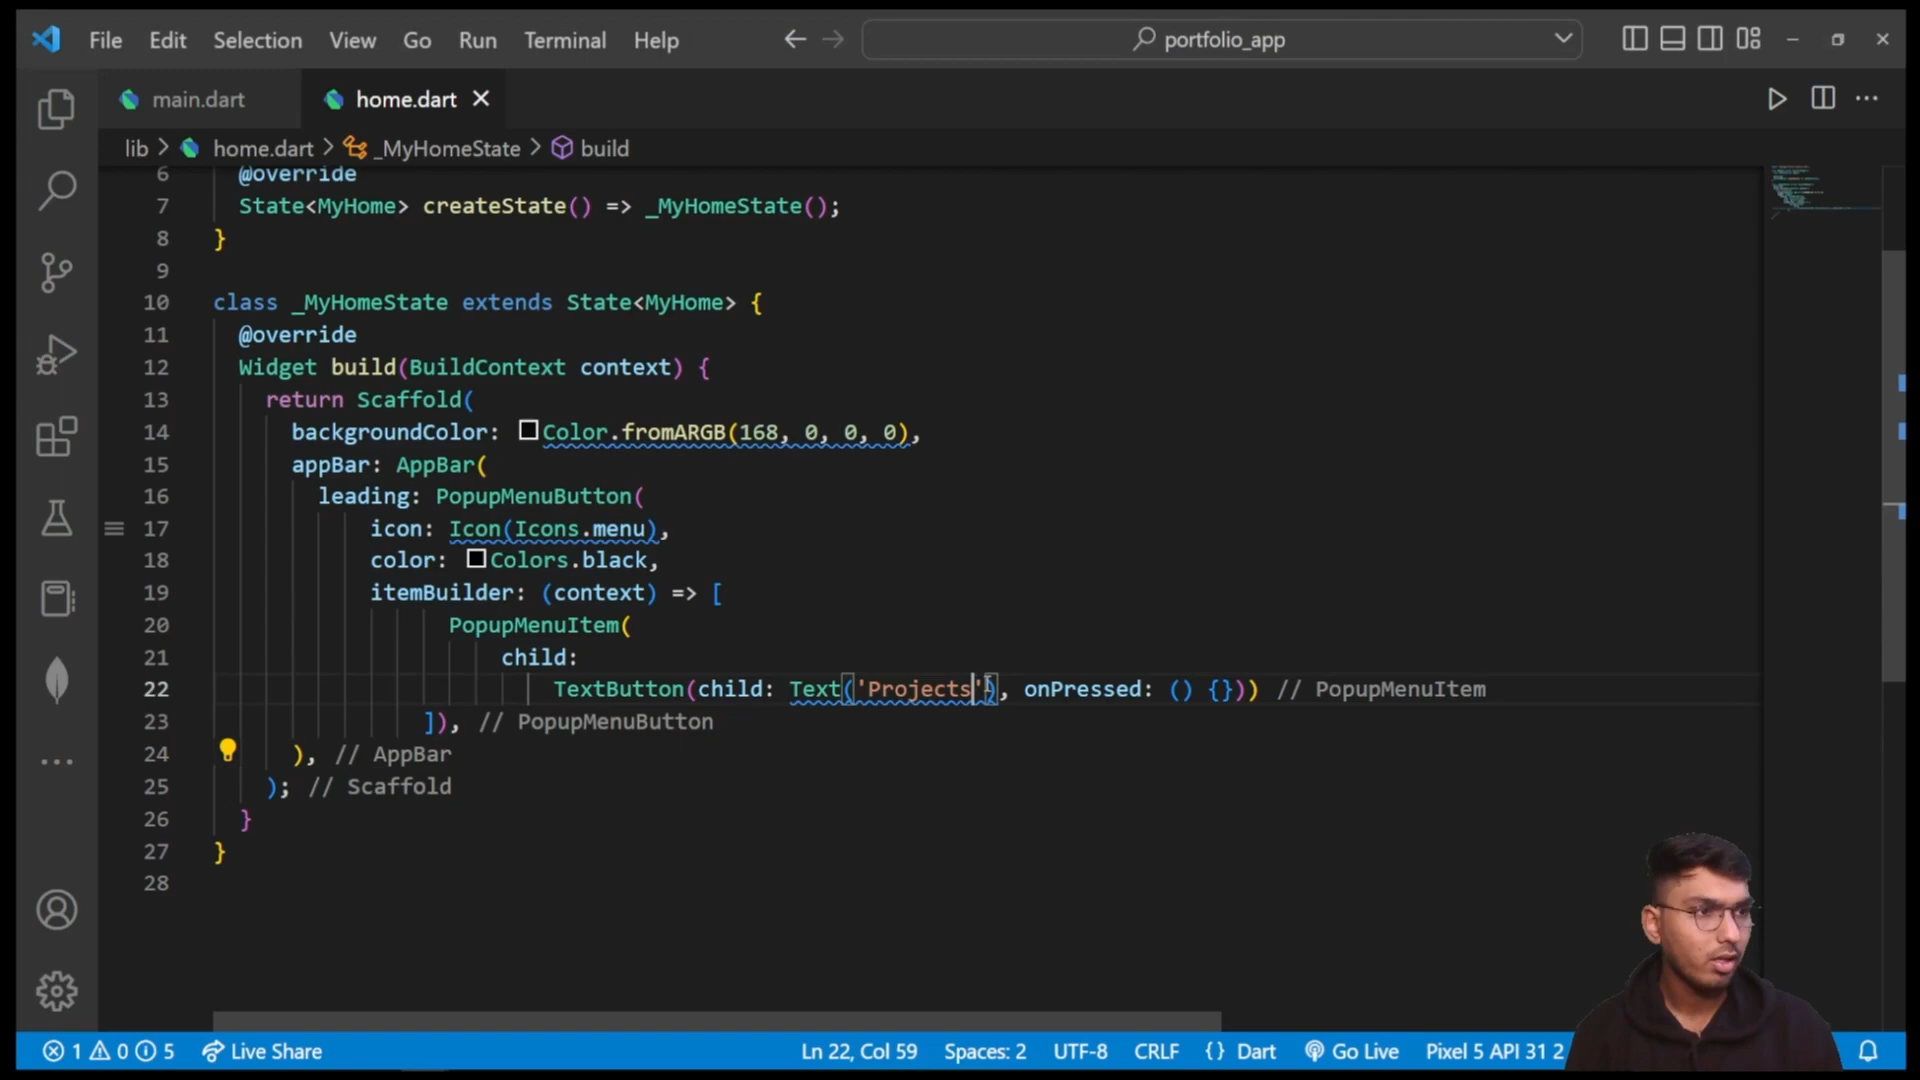 File Edit Selection View Go Run Terminal Help portfolio_app
main.dart home.dart
lib > home.dart > _MyHomeState > build
6 @override
7 State<MyHome> createState() => _MyHomeState();
8 }
9
10 class _MyHomeState extends State<MyHome> {
11 @override
12 Widget build(BuildContext context) {
13 return Scaffold(
14 backgroundColor: Color.fromARGB(168, 0, 0, 0),
15 appBar: AppBar(
16 leading: PopupMenuButton(
17 icon: Icon(Icons.menu),
18 color: Colors.black,
19 itemBuilder: (context) => [
20 PopupMenuItem(
21 child:
22 TextButton(child: Text('Projects'), onPressed: () {})) // PopupMenuItem
23 ]), // PopupMenuButton
24 ), // AppBar
25 ); // Scaffold
26 }
27 }
28
1 0 5 Live Share Ln 22, Col 59 Spaces: 2 UTF-8 CRLF {} Dart Go Live Pixel 5 API 31 2